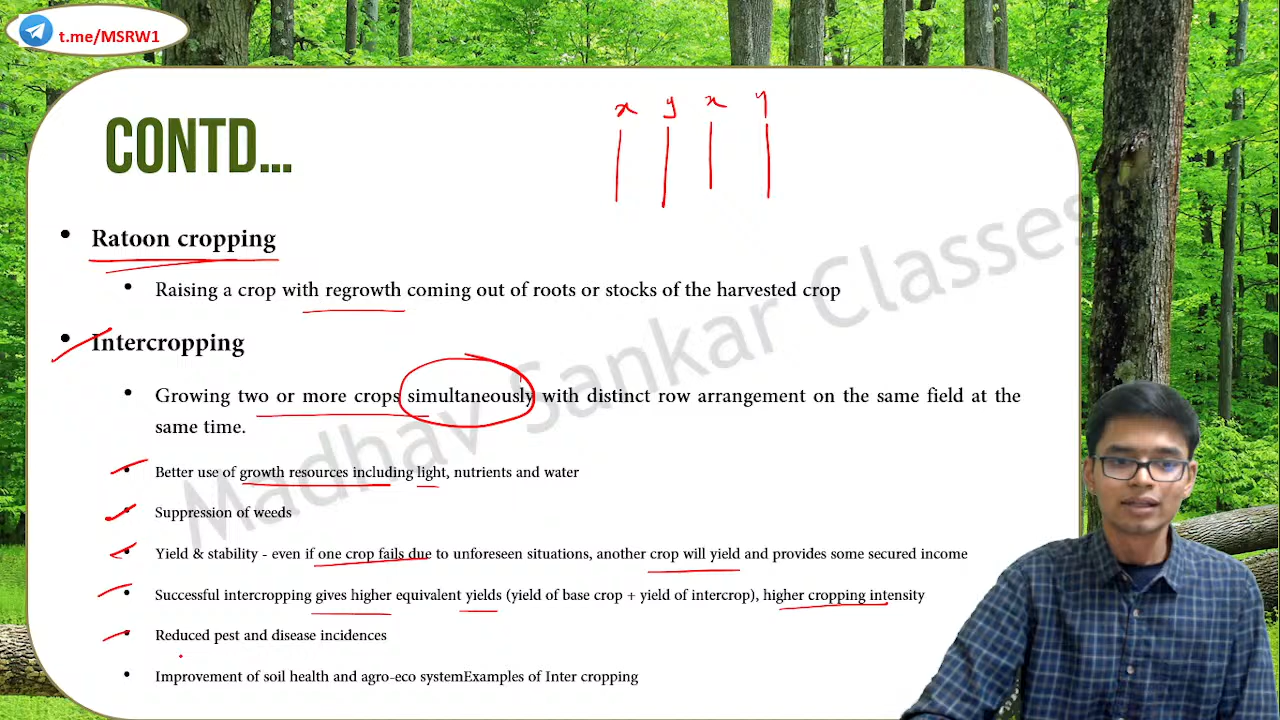 t.me/MSRW1
x y x y
CONTD...
• Ratoon cropping
• Raising a crop with regrowth coming out of roots or stocks of the harvested crop
• Intercropping
• Growing two or more crops simultaneously with distinct row arrangement on the same field at the
same time.
• Better use of growth resources including light, nutrients and water
• Suppression of weeds
• Yield & stability - even if one crop fails due to unforeseen situations, another crop will yield and provides some secured income
• Successful intercropping gives higher equivalent yields (yield of base crop + yield of intercrop), higher cropping intensity
• Reduced pest and disease incidences
• Improvement of soil health and agro-eco systemExamples of Inter cropping
Madhav Sankar Classes